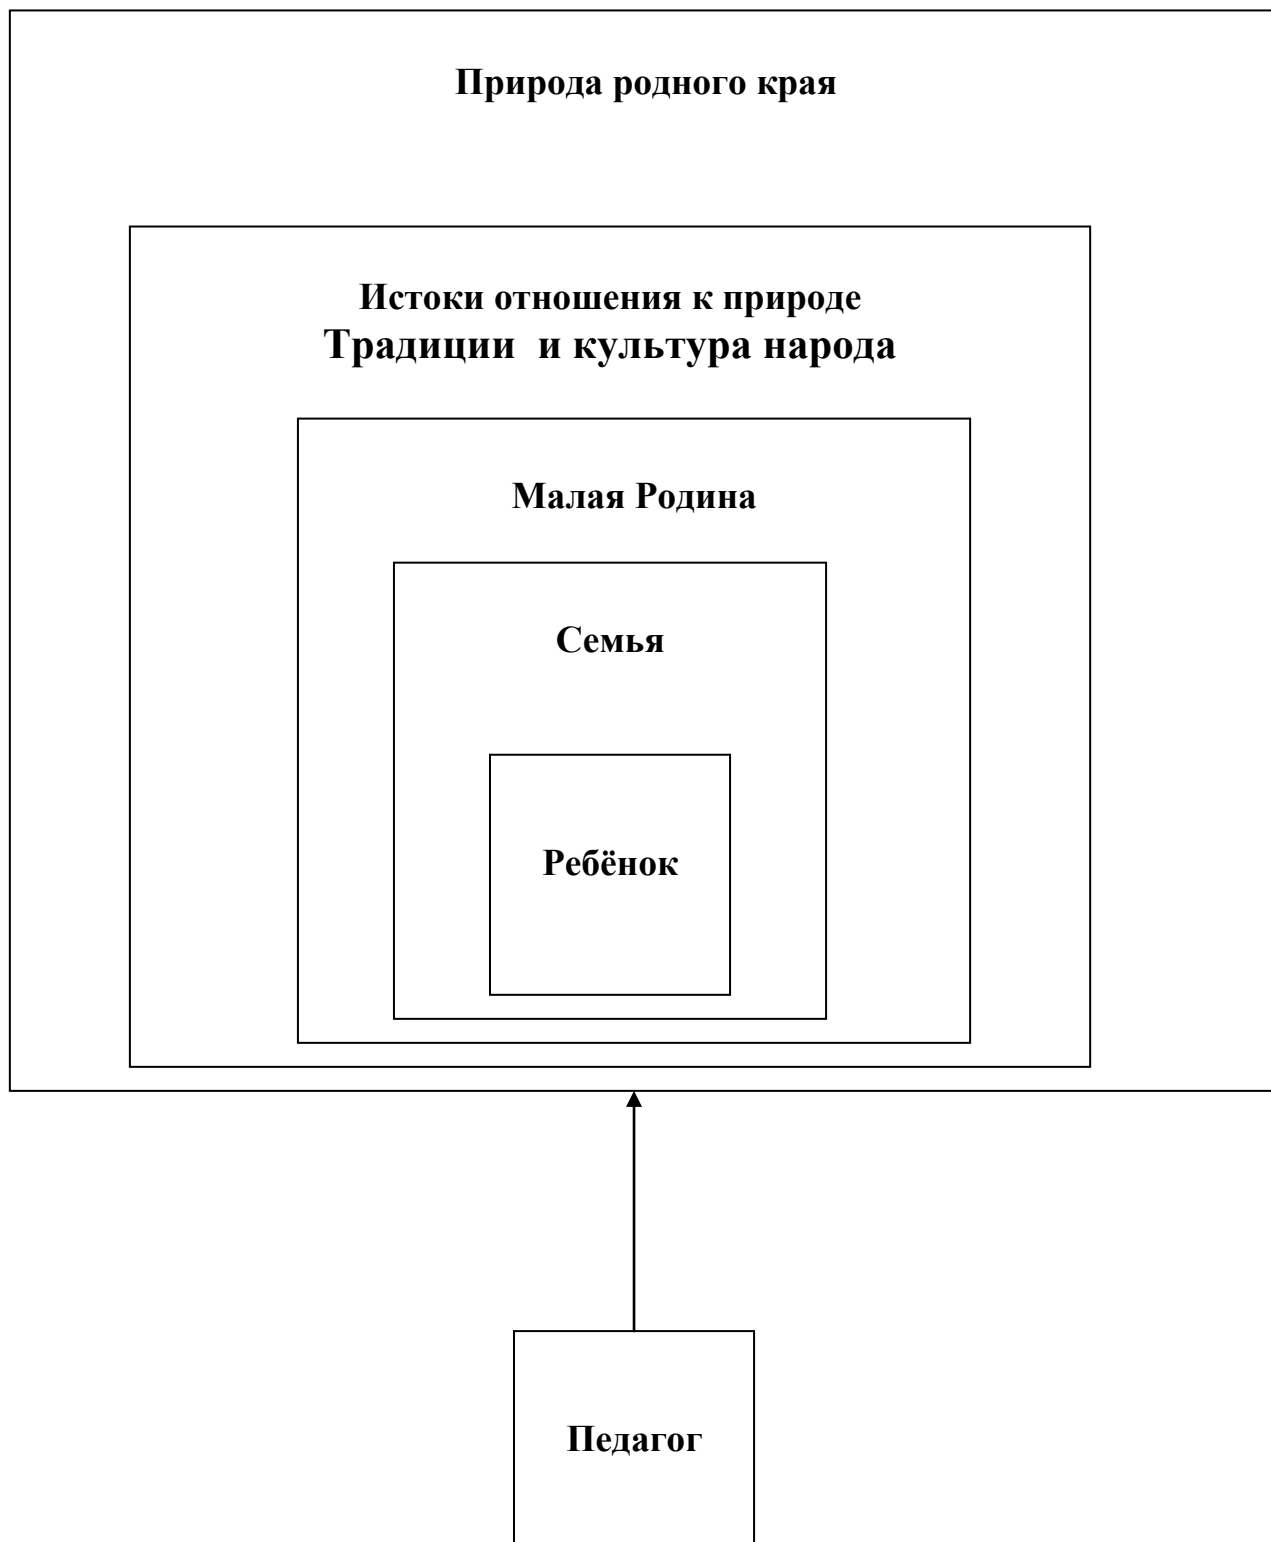 Природа родного края
Истоки отношения к природе
Традиции и культура народа
Малая Родина
Семья
Ребёнок
Педагог